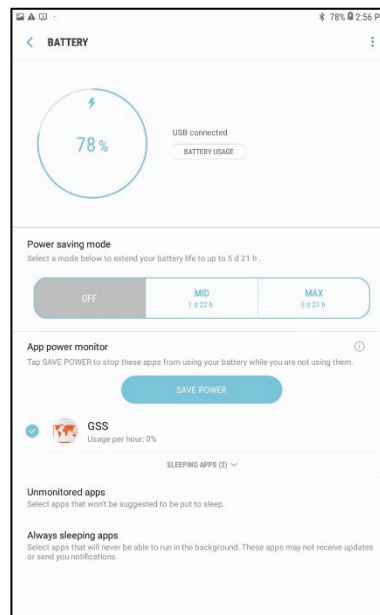 78% 2:56 P
BATTERY
78 %
USB connected
BATTERY USAGE
Power saving mode
Select a mode below to extend your battery life to up to 5 d 21 h .
OFF
MID
1 d 22 h
MAX
5 d 21 h
App power monitor
Tap SAVE POWER to stop these apps from using your battery while you are not using them.
SAVE POWER
GSS
Usage per hour: 0%
SLEEPING APPS (2)
Unmonitored apps
Select apps that won't be suggested to be put to sleep.
Always sleeping apps
Select apps that will never be able to run in the background. These apps may not receive updates
or send you notifications.